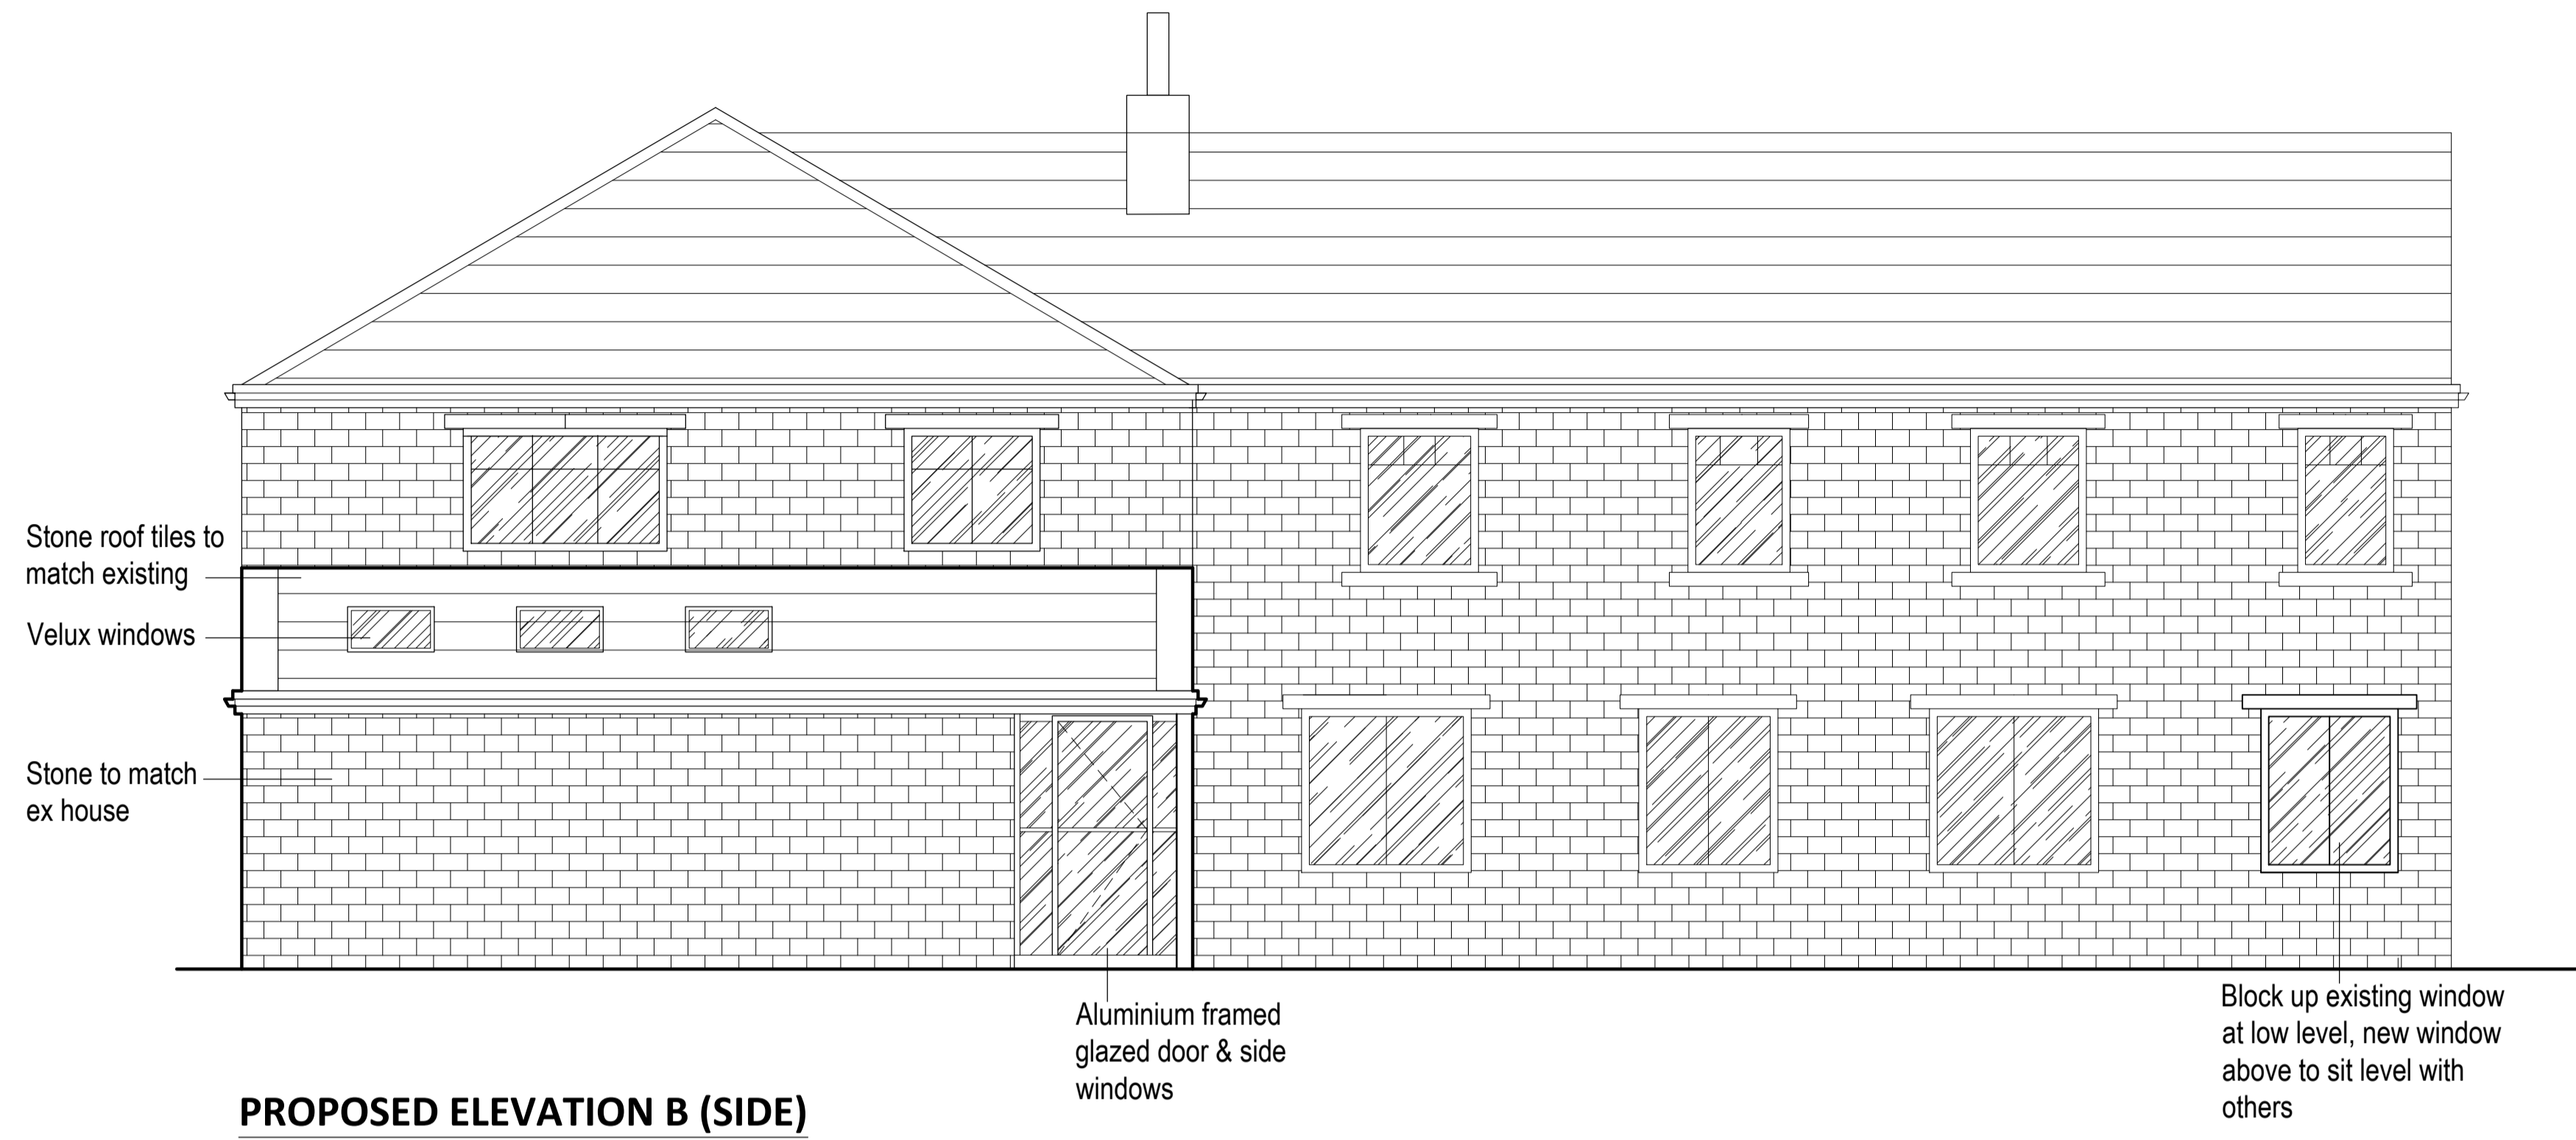 Stone roof tiles to
match existing
Velux windows
Stone to match
ex house
Aluminium framed
glazed door & side
windows
Block up existing window
at low level, new window
above to sit level with
others
PROPOSED ELEVATION B (SIDE)